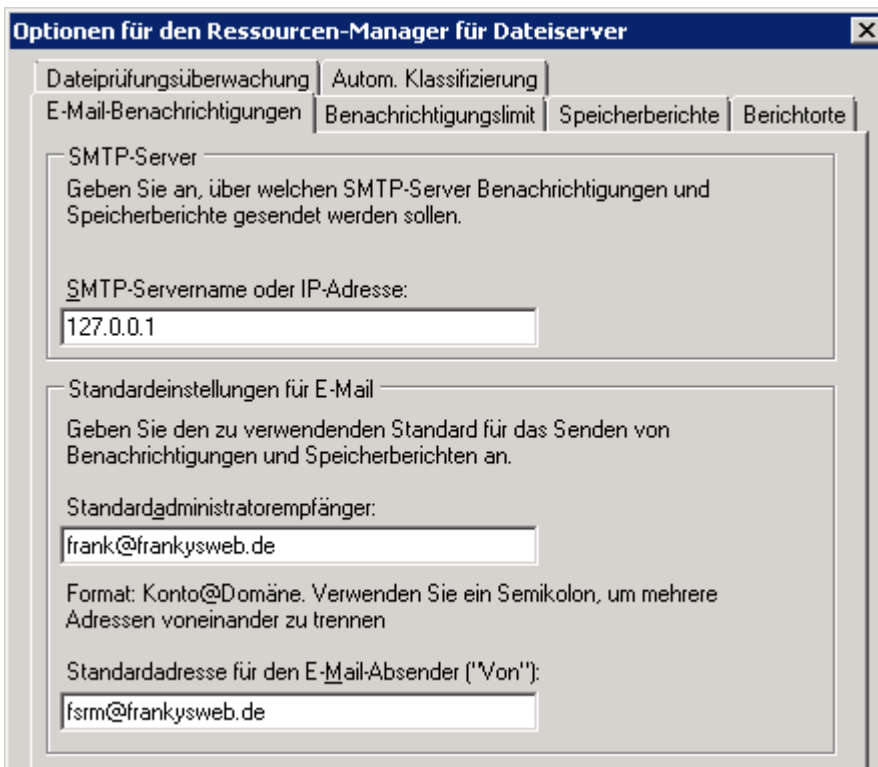 Optionen für den Ressourcen-Manager für Dateiserver
Dateiprüfungsüberwachung
Autom. Klassifizierung
E-Mail-Benachrichtigungen
Benachrichtigungslimit
Speicherberichte
Berichtorte
SMTP-Server
Geben Sie an, über welchen SMTP-Server Benachrichtigungen und
Speicherberichte gesendet werden sollen.
SMTP-Servername oder IP-Adresse:
127.0.0.1
Standardeinstellungen für E-Mail
Geben Sie den zu verwendenden Standard für das Senden von
Benachrichtigungen und Speicherberichten an.
Standardadministratorempfänger:
frank@frankysweb.de
Format: Konto@Domäne. Verwenden Sie ein Semikolon, um mehrere
Adressen voneinander zu trennen
Standardadresse für den E-Mail-Absender ("Von"):
fsrm@frankysweb.de